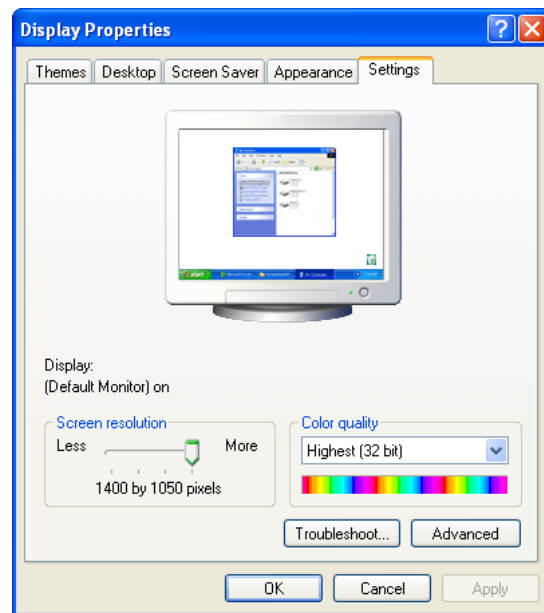 Display Properties
Themes Desktop Screen Saver Appearance Settings
start
Display:
(Default Monitor) on
Screen resolution
Less More
1400 by 1050 pixels
Color quality
Highest (32 bit)
Troubleshoot... Advanced
OK Cancel Apply